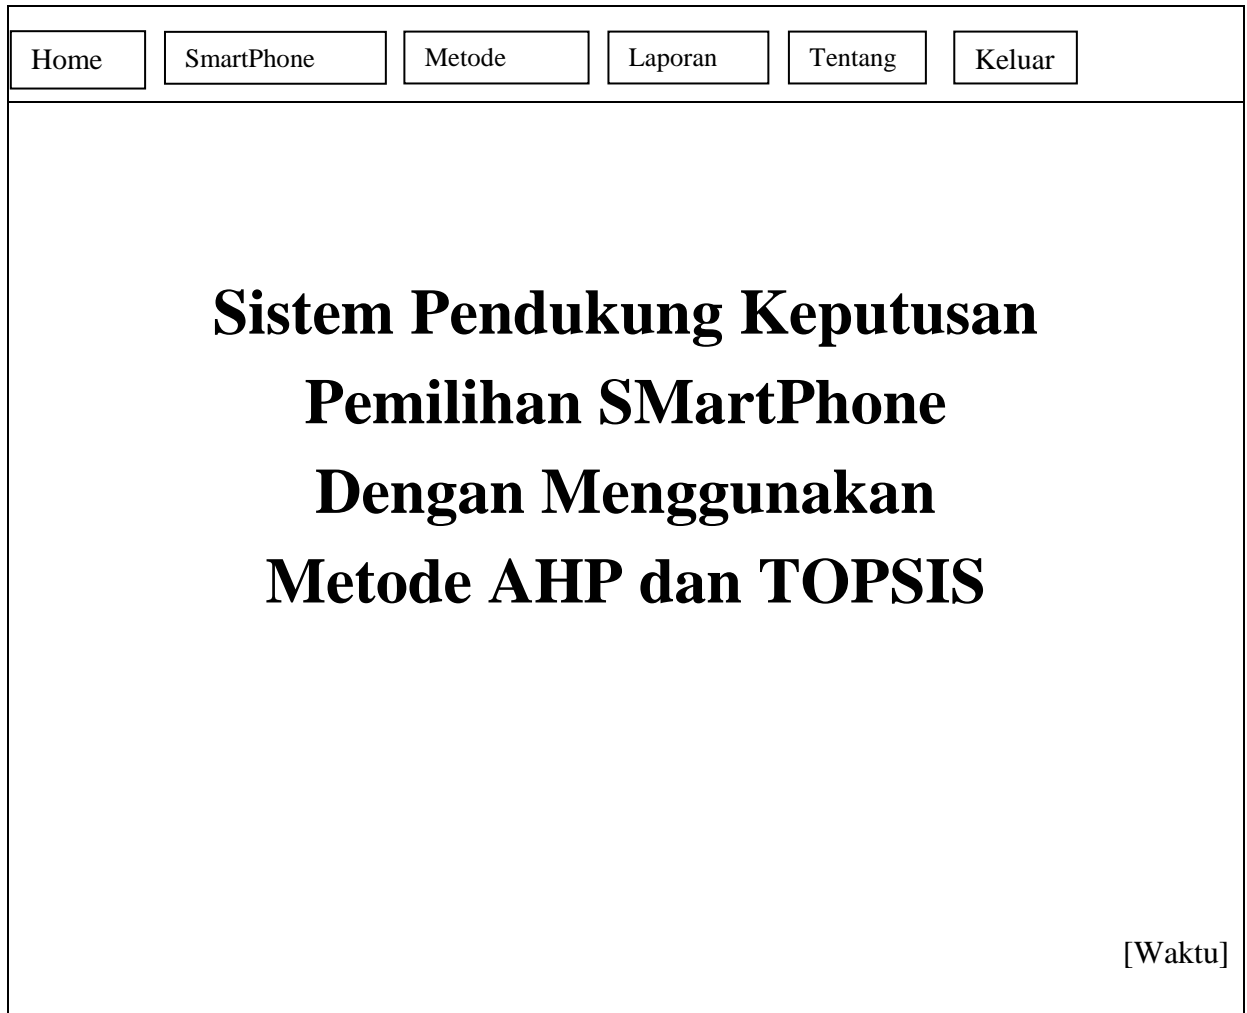 Home SmartPhone Metode Laporan Tentang Keluar
Sistem Pendukung Keputusan
Pemilihan SMartPhone
Dengan Menggunakan
Metode AHP dan TOPSIS
[Waktu]